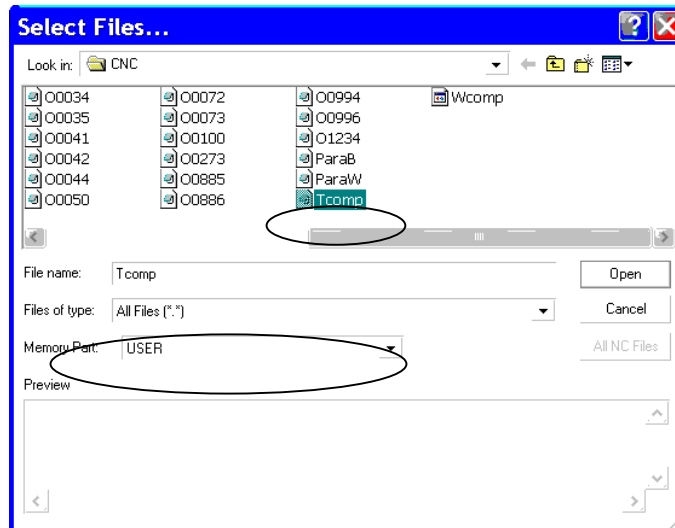 Select Files...
Look in: CNC
O0034 O0072 O0994 Wcomp
O0035 O0073 O0996
O0041 O0100 O1234
O0042 O0273 ParaB
O0044 O0885 ParaW
O0050 O0886 Tcomp
File name: Tcomp Open
Files of type: All Files (*.*) Cancel
Memory Part: USER All NC Files
Preview